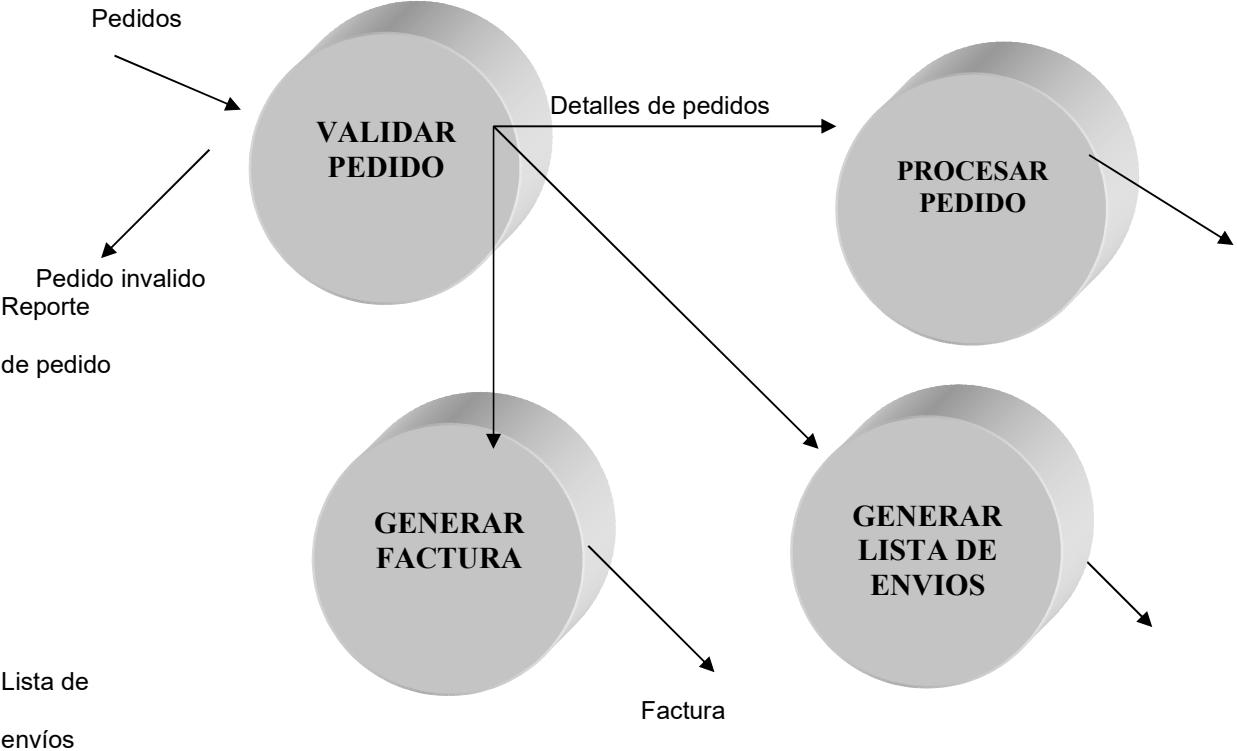 Pedidos
Detalles de pedidos
VALIDAR
PEDIDO
PROCESAR
PEDIDO
Pedido invalido
Reporte
de pedido
GENERAR
FACTURA
GENERAR
LISTA DE
ENVIOS
Lista de
envíos
Factura